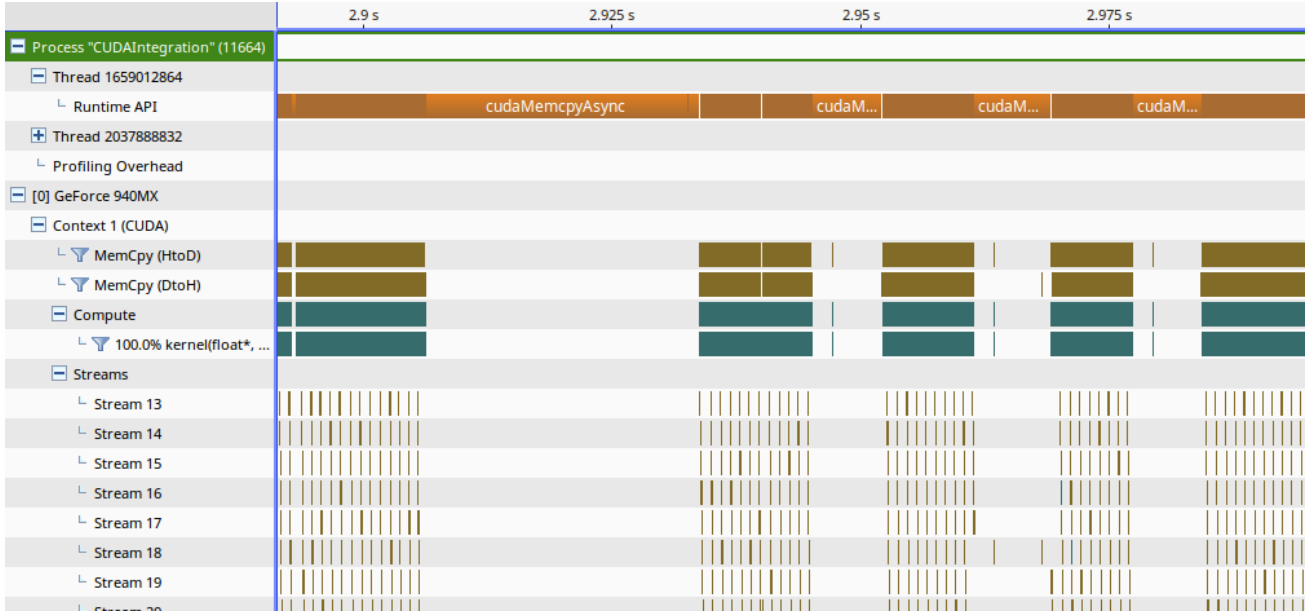 2.9 s 2.925 s 2.95 s 2.975 s
Process "CUDAIntegration" (11664)
Thread 1659012864
Runtime API cudaMemcpyAsync cudaM... cudaM... cudaM...
Thread 2037888832
Profiling Overhead
[0] GeForce 940MX
Context 1 (CUDA)
MemCpy (HtoD)
MemCpy (DtoH)
Compute
100.0% kernel(float*, ...
Streams
Stream 13
Stream 14
Stream 15
Stream 16
Stream 17
Stream 18
Stream 19
Stream 20